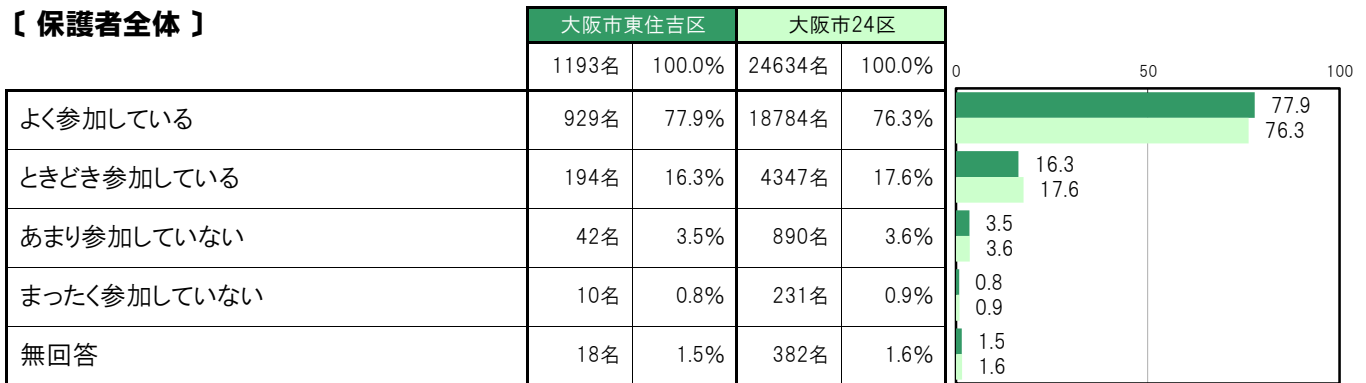 〔 保護者全体 〕
大阪市東住吉区 大阪市24区
1193名 100.0% 24634名 100.0%
0 50 100
よく参加している 929名 77.9% 18784名 76.3%
77.9
76.3
ときどき参加している 194名 16.3% 4347名 17.6%
16.3
17.6
あまり参加していない 42名 3.5% 890名 3.6%
3.5
3.6
まったく参加していない 10名 0.8% 231名 0.9%
0.8
0.9
無回答 18名 1.5% 382名 1.6%
1.5
1.6